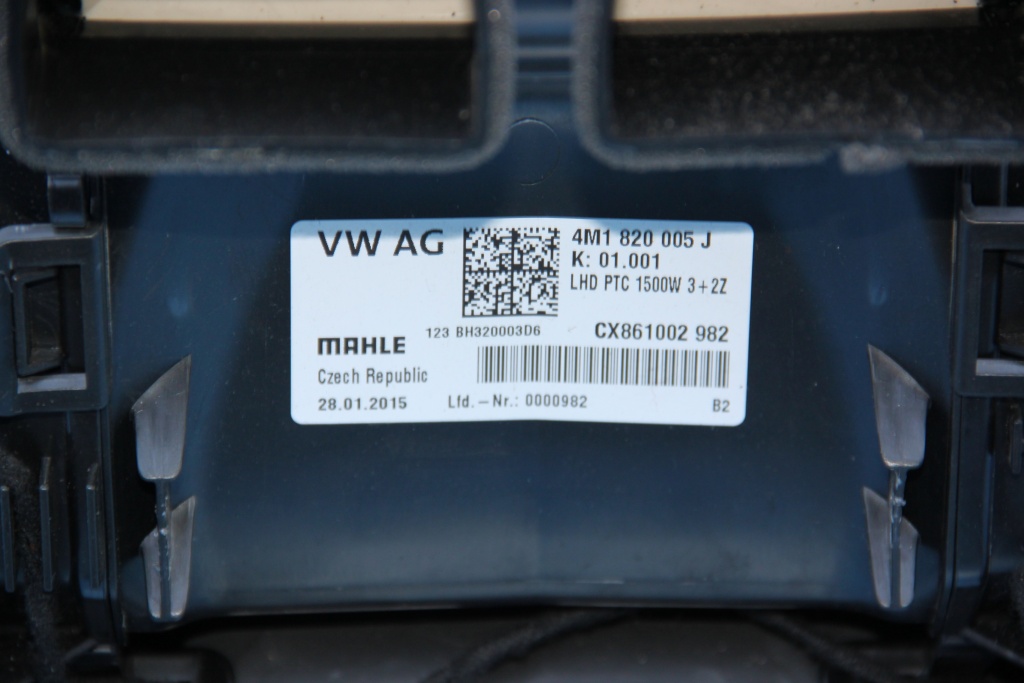 VW AG
4M1 820 005 J
K: 01.001
LHD PTC 1500W 3+2Z
123 BH320003D6
CX861002 982
MAHLE
Czech Republic
28.01.2015
Lfd.-Nr.: 0000982
B2